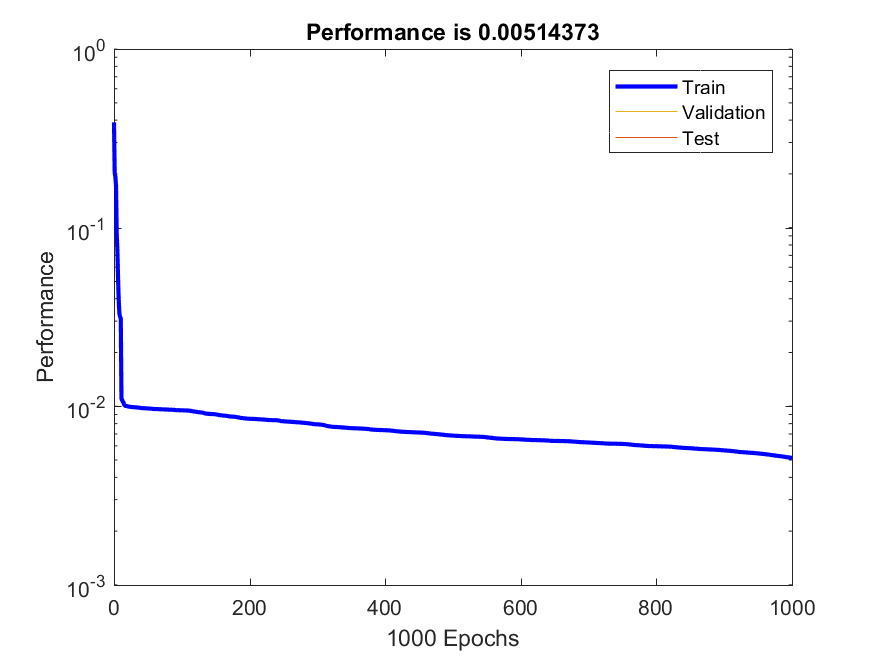 Performance is 0.00514373
10^0
Train
Validation
Test
10^-1
Performance
10^-2
10^-3
0 200 400 600 800 1000
1000 Epochs